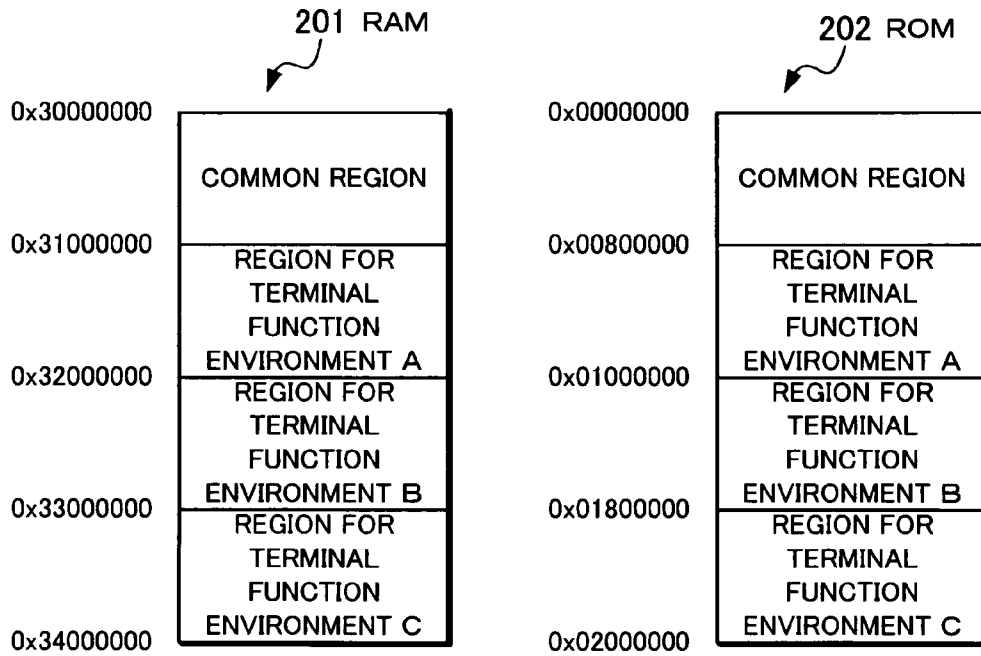 201 RAM
0x30000000
COMMON REGION
0x31000000
REGION FOR
TERMINAL
FUNCTION
ENVIRONMENT A
0x32000000
REGION FOR
TERMINAL
FUNCTION
ENVIRONMENT B
0x33000000
REGION FOR
TERMINAL
FUNCTION
ENVIRONMENT C
0x34000000
202 ROM
0x00000000
COMMON REGION
0x00800000
REGION FOR
TERMINAL
FUNCTION
ENVIRONMENT A
0x01000000
REGION FOR
TERMINAL
FUNCTION
ENVIRONMENT B
0x01800000
REGION FOR
TERMINAL
FUNCTION
ENVIRONMENT C
0x02000000